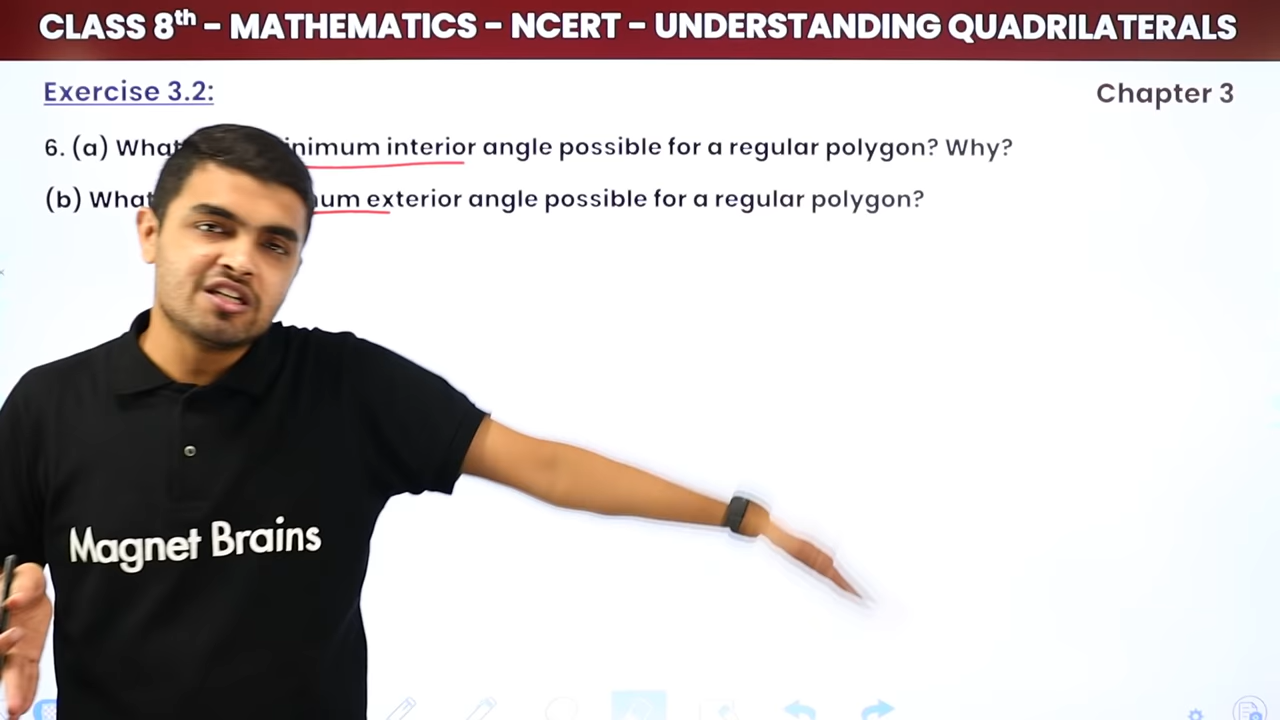 CLASS 8th - MATHEMATICS - NCERT - UNDERSTANDING QUADRILATERALS
Exercise 3.2:
Chapter 3
6. (a) What nimum interior angle possible for a regular polygon? Why?
(b) What um exterior angle possible for a regular polygon?
Magnet Brains